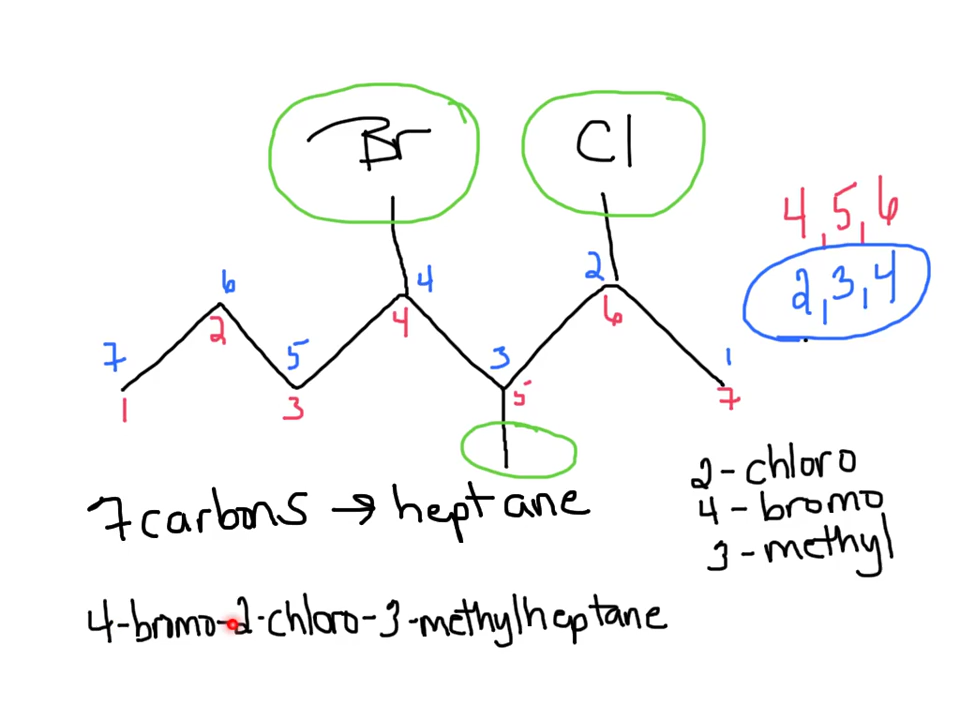 Br Cl
4,5,6
2,3,4
6 4 2
2 4 6
7 5 3 1
1 3 5 7
2-chloro
7 carbons → heptane
4-bromo
3-methyl
4-bromo-2-chloro-3-methylheptane